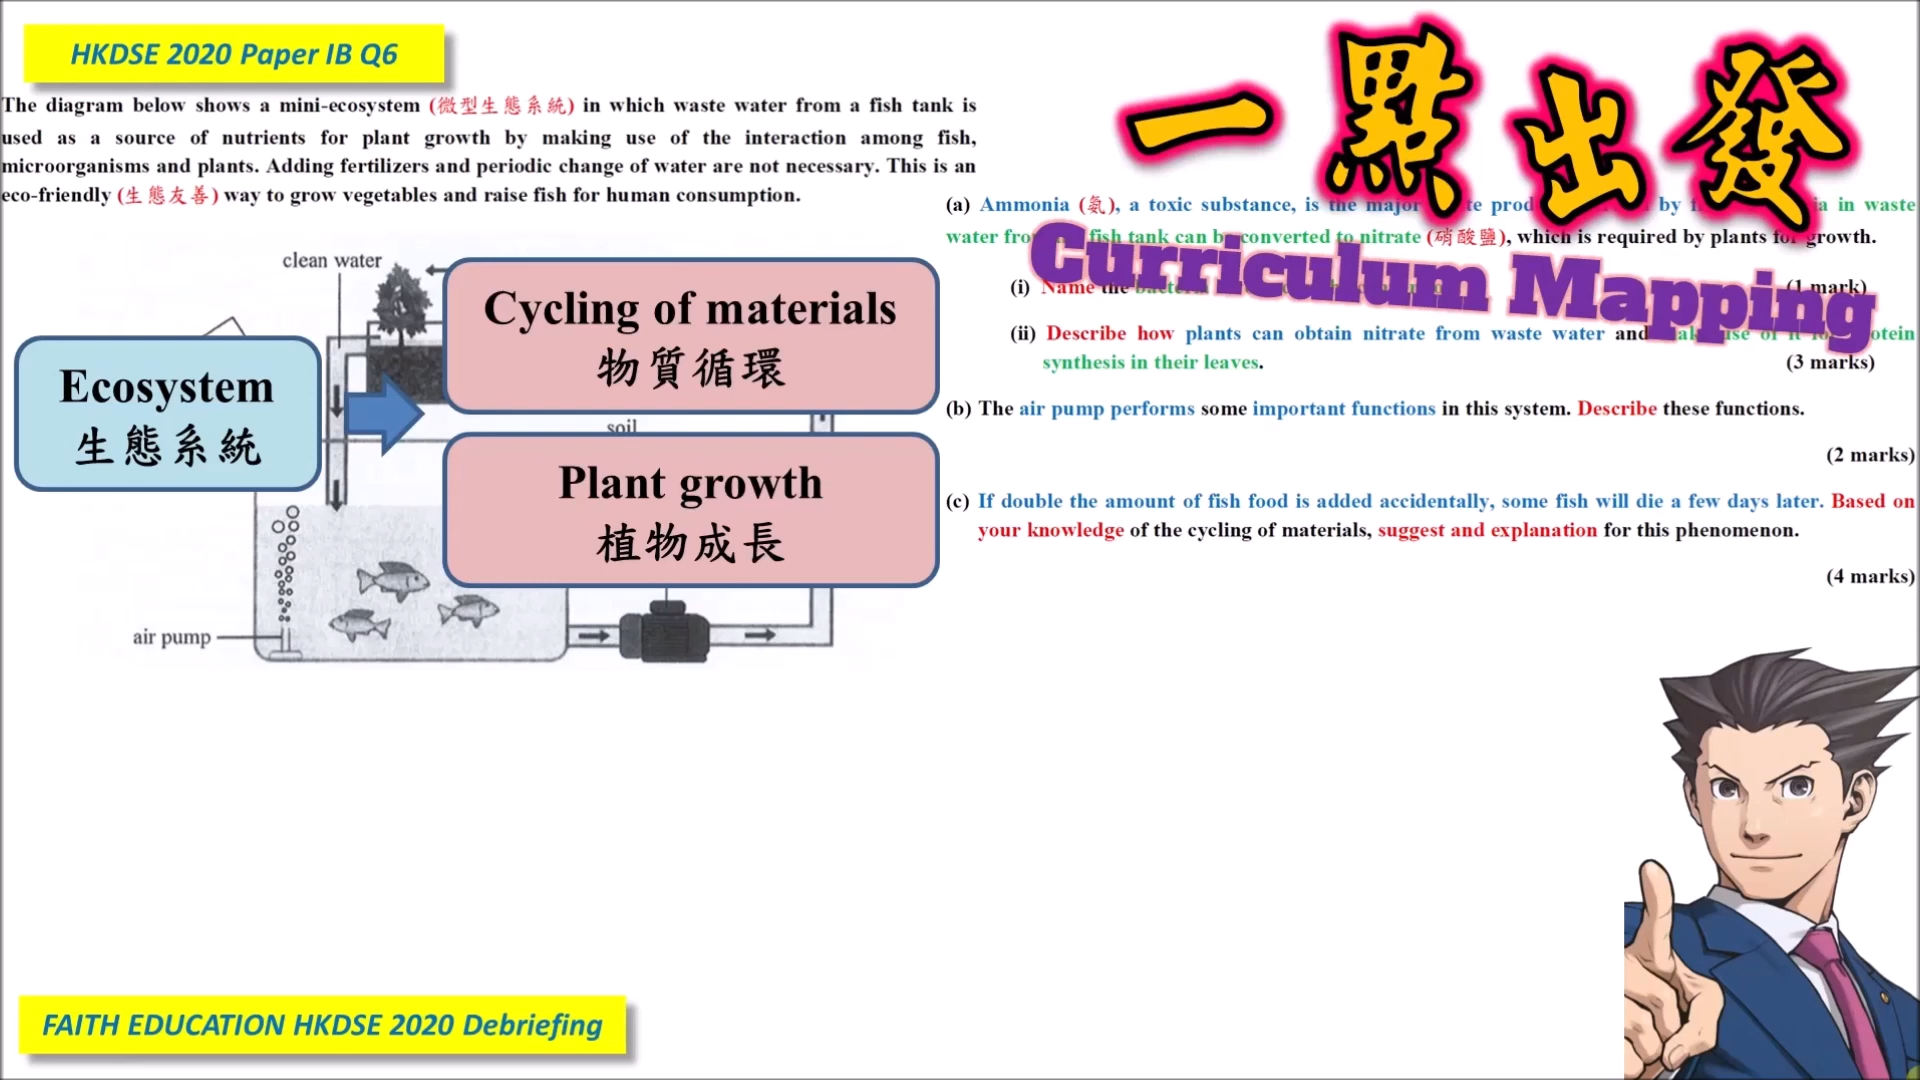 HKDSE 2020 Paper IB Q6
The diagram below shows a mini-ecosystem (微型生態系統) in which waste water from a fish tank is
used as a source of nutrients for plant growth by making use of the interaction among fish,
microorganisms and plants. Adding fertilizers and periodic change of water are not necessary. This is an
eco-friendly (生態友善) way to grow vegetables and raise fish for human consumption.
clean water
Ecosystem
生態系統
Cycling of materials
物質循環
soil
Plant growth
植物成長
air pump
一點出發
Curriculum Mapping
(a) Ammonia (氨), a toxic substance, is the major by in waste
water fish tank can be converted to nitrate (硝酸鹽), which is required by plants for growth.
(i) Name the (1 mark)
(ii) Describe how plants can obtain nitrate from waste water and
synthesis in their leaves. (3 marks)
(b) The air pump performs some important functions in this system. Describe these functions.
(2 marks)
(c) If double the amount of fish food is added accidentally, some fish will die a few days later. Based on
your knowledge of the cycling of materials, suggest and explanation for this phenomenon.
(4 marks)
FAITH EDUCATION HKDSE 2020 Debriefing